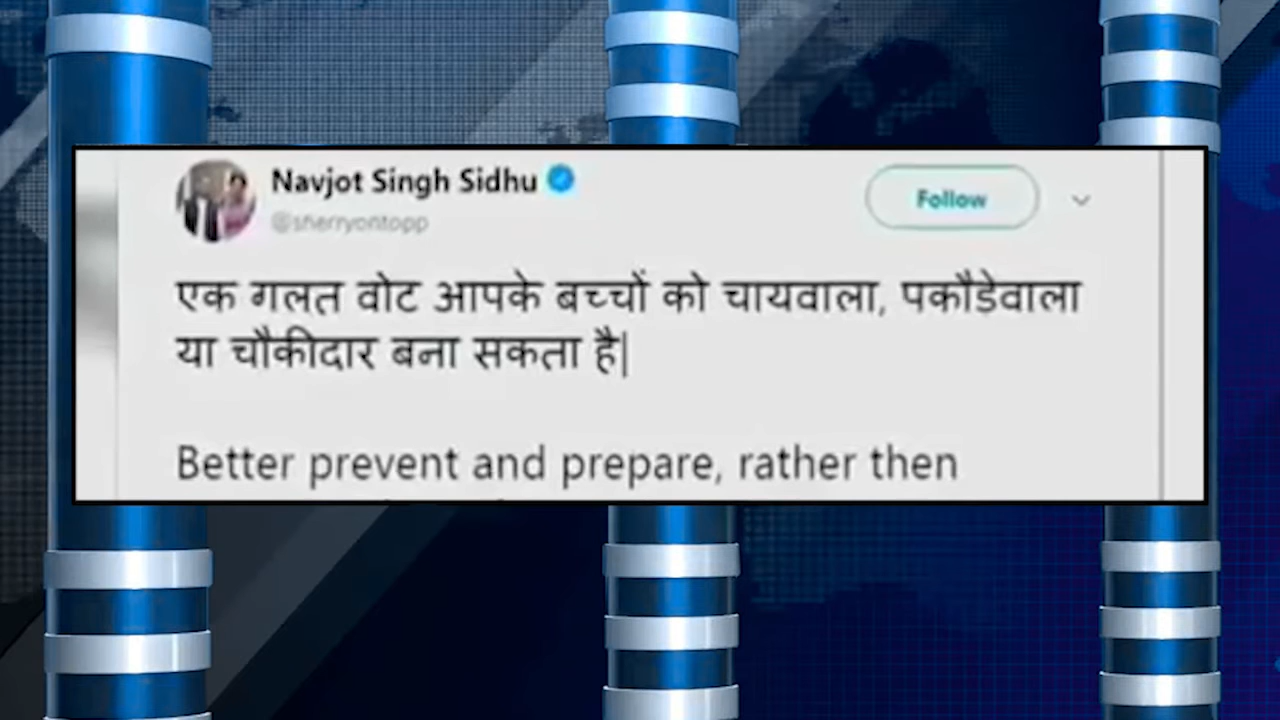 Navjot Singh Sidhu
@sherryontopp
Follow
एक गलत वोट आपके बच्चों को चायवाला, पकौडेवाला
या चौकीदार बना सकता है|
Better prevent and prepare, rather then